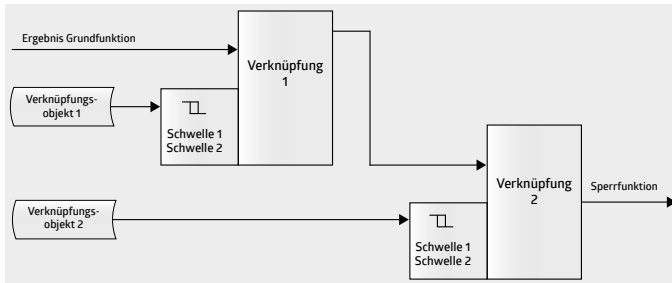 Ergebnis Grundfunktion
Verknüpfung
1
Verknüpfungs-
objekt 1
Schwelle 1
Schwelle 2
Verknüpfung
2
Sperrfunktion
Verknüpfungs-
objekt 2
Schwelle 1
Schwelle 2